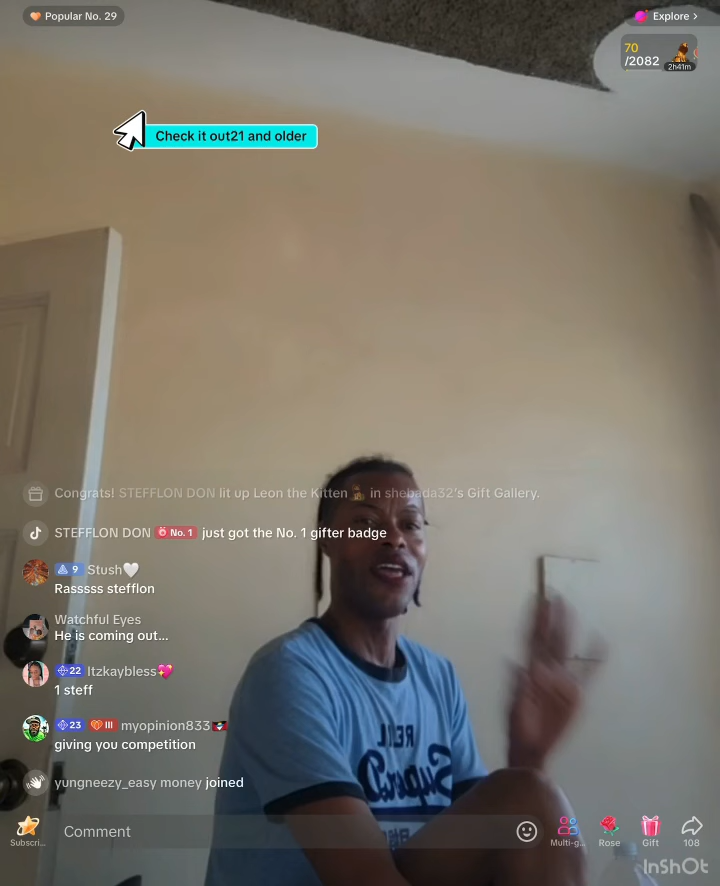 Popular No. 29
Explore >
70
/2082
2h41m
Check it out21 and older
Congrats! STEFFLON DON lit up Leon the Kitten in shebada32's Gift Gallery.
STEFFLON DON No. 1 just got the No. 1 gifter badge
9 Stush🤍
Rasssss stefflon
Watchful Eyes
He is coming out...
22 Itzkaybless💖
1 steff
23 III myopinion833🇦🇬
giving you competition
yungneezy_easy money joined
Comment
Subscri...
Multi-g...
Rose
Gift
108
REAL
Super
InShOt